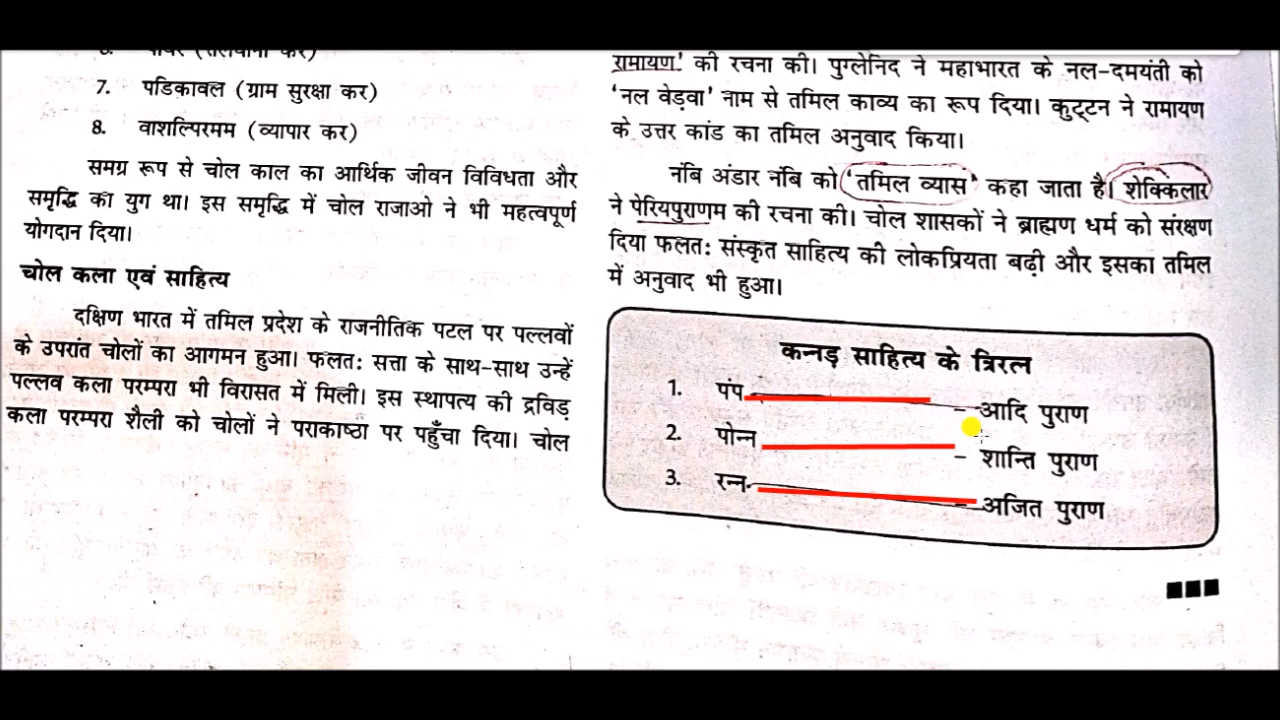 7. पडिकावल (ग्राम सुरक्षा कर)
8. वाशल्पिरमम (व्यापार कर)
समग्र रूप से चोल काल का आर्थिक जीवन विविधता और
समृद्धि का युग था। इस समृद्धि में चोल राजाओ ने भी महत्वपूर्ण
योगदान दिया।
चोल कला एवं साहित्य
दक्षिण भारत में तमिल प्रदेश के राजनीतिक पटल पर पल्लवों
के उपरांत चोलों का आगमन हुआ। फलतः सत्ता के साथ-साथ उन्हें
पल्लव कला परम्परा भी विरासत में मिली। इस स्थापत्य की द्रविड़
कला परम्परा शैली को चोलों ने पराकाष्ठा पर पहुँचा दिया। चोल
रामायण' की रचना की। पुग्लेनिद ने महाभारत के नल-दमयंती को
'नल वेड़वा' नाम से तमिल काव्य का रूप दिया। कुट्टन ने रामायण
के उत्तर कांड का तमिल अनुवाद किया।
नंबि अंडार नंबि को 'तमिल व्यास' कहा जाता है। शेक्किलार
ने पेरियपुराणम की रचना की। चोल शासकों ने ब्राह्मण धर्म को संरक्षण
दिया फलतः संस्कृत साहित्य की लोकप्रियता बढ़ी और इसका तमिल
में अनुवाद भी हुआ।
कन्नड़ साहित्य के त्रिरत्न
1. पंप - आदि पुराण
2. पोन्न - शान्ति पुराण
3. रन्न - अजित पुराण